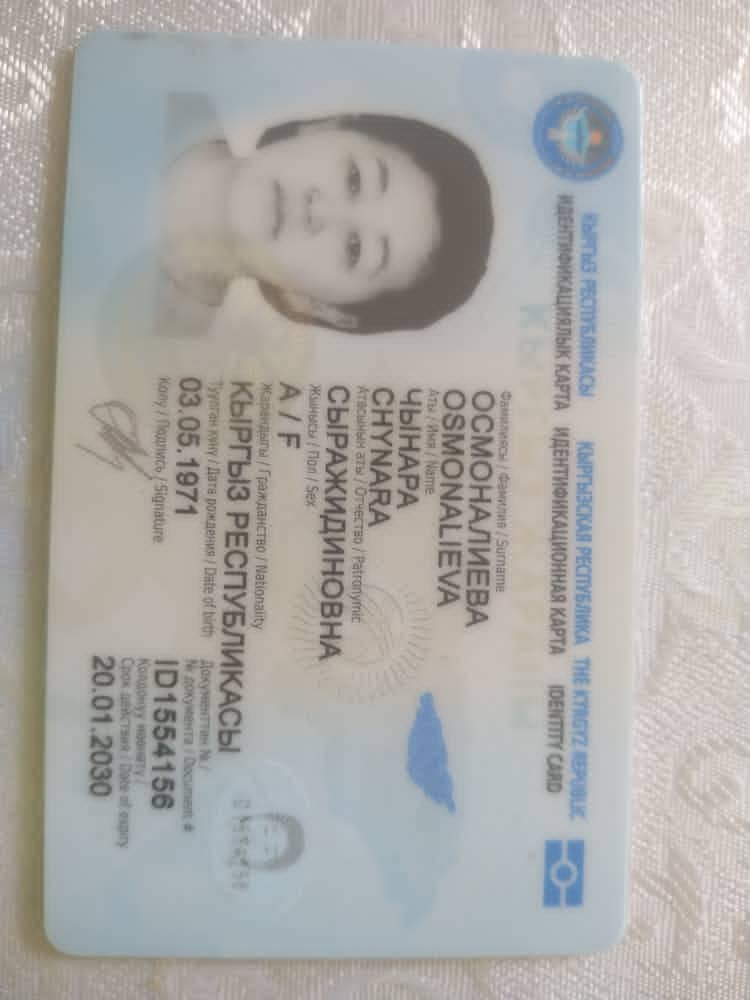 КЫРГЫЗ РЕСПУБЛИКАСЫ КЫРГЫЗСКАЯ РЕСПУБЛИКА THE KYRGYZ REPUBLIC
ИДЕНТИФИКАЦИЯЛЫК КАРТА ИДЕНТИФИКАЦИОННАЯ КАРТА IDENTITY CARD
Фамилиясы / Фамилия / Surname
ОСМОНАЛИЕВА
OSMONALIEVA
Аты / Имя / Name
ЧЫНАРА
CHYNARA
Атасынын аты / Отчество / Patronymic
СЫРАЖИДИНОВНА
Жынысы / Пол / Sex
А / F
Жарандыгы / Гражданство / Nationality
КЫРГЫЗ РЕСПУБЛИКАСЫ
Туулган күнү / Дата рождения / Date of birth
03.05.1971
Колу / Подпись / Signature
Документтин № /
№ документа / Document #
ID1554156
Колдонуу мөөнөтү
Срок действия / Date of expiry
20.01.2030